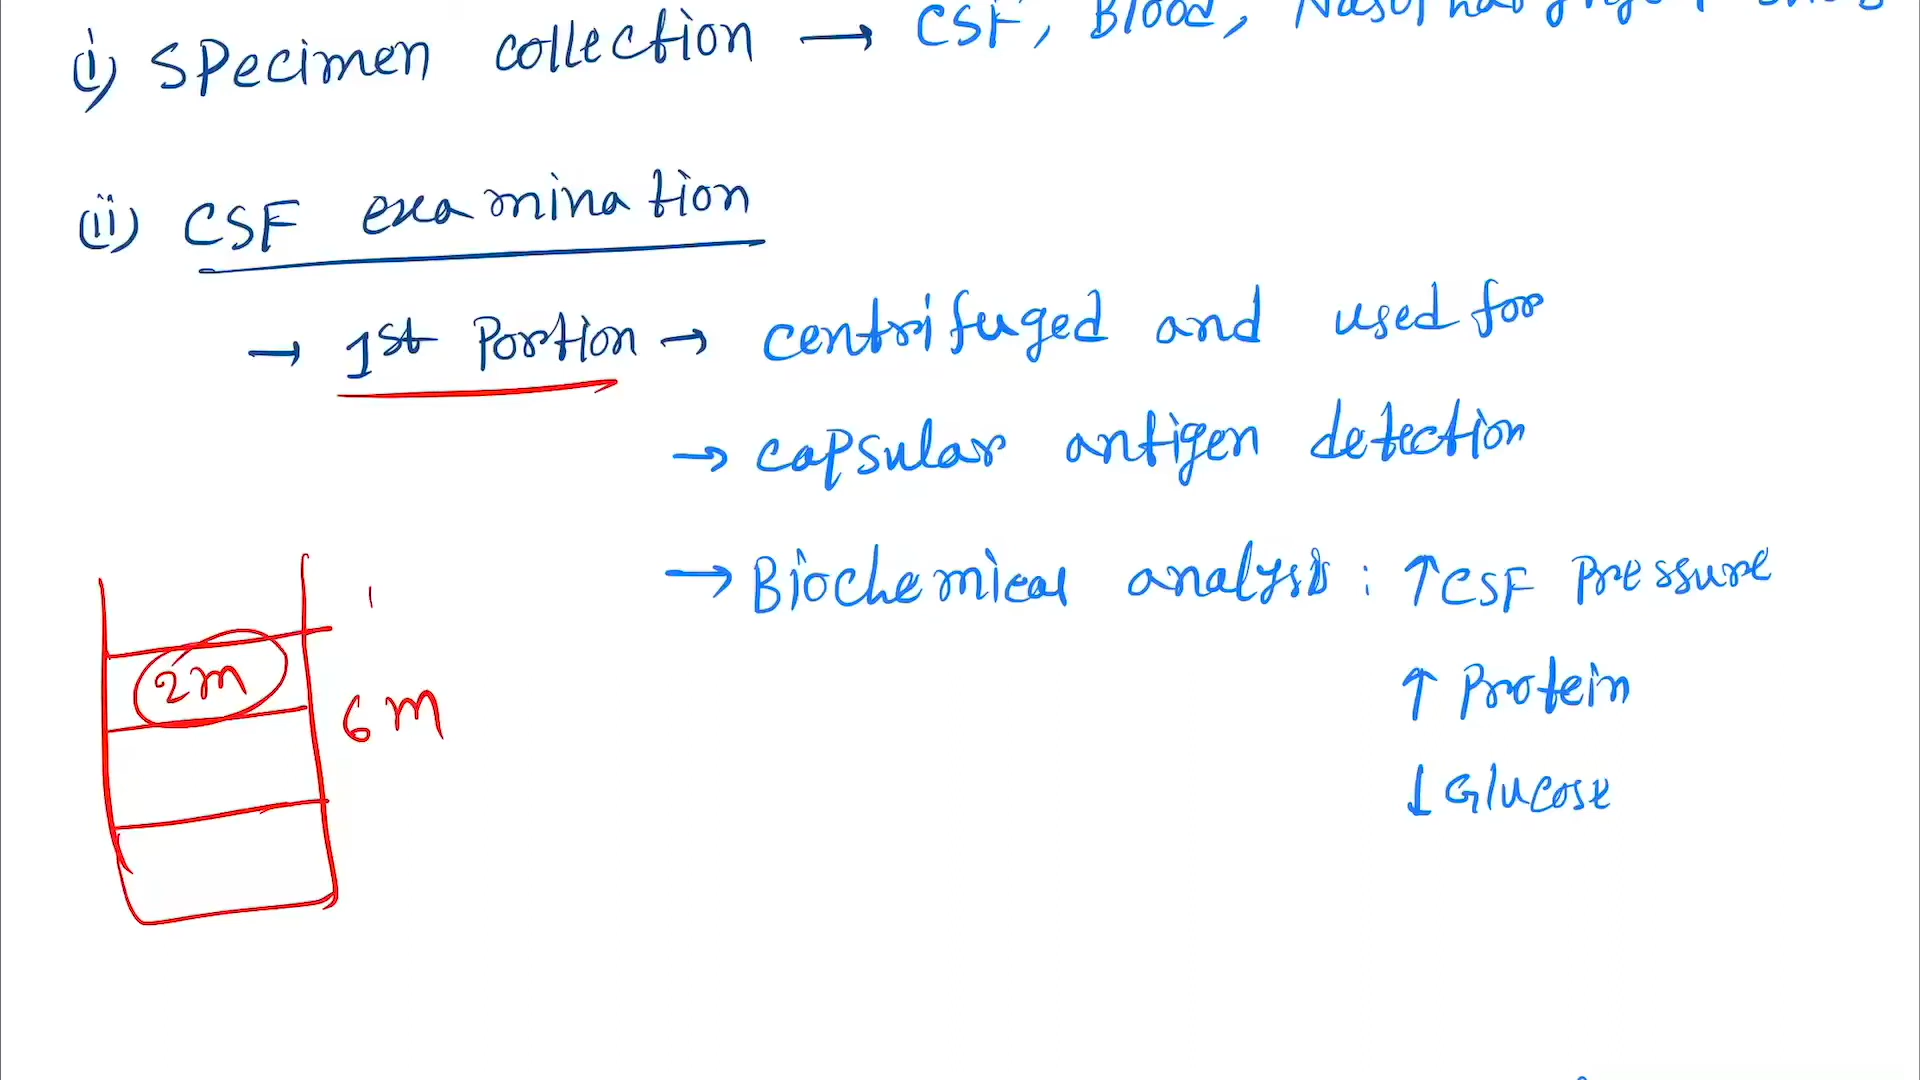 (i) Specimen collection → CSF, Blood,
(ii) CSF examination
→ 1st Portion → centrifuged and used for
→ capsular antigen detection
→ Biochemical analysis : ↑ CSF Pressure
↑ Protein
↓ Glucose
2m
6 m